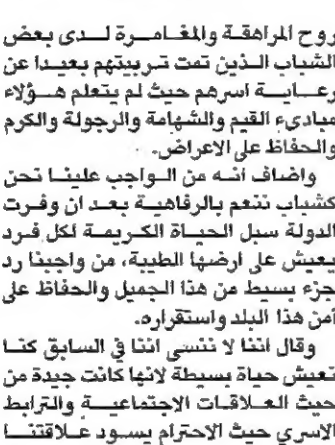 روح المراهقة والمغامرة لدى بعض
الشباب الذين تمت تربيتهم بعيدا عن
رعاية اسرهم حيث لم يتعلم هؤلاء
مبادىء القيم والشهامة والرجولة والكرم
والحفاظ على الاعراض.
واضاف انه من الواجب علينا نحن
كشباب ننعم بالرفاهية بعد ان وفرت
الدولة سبل الحياة الكريمة لكل فرد
يعيش على ارضها الطيبة، من واجبنا رد
جزء بسيط من هذا الجميل والحفاظ على
أمن هذا البلد واستقراره.
وقال اننا لا ننسى اننا في السابق كنا
نعيش حياة بسيطة لانها كانت جيدة من
حيث العلاقات الاجتماعية والترابط
لاسري حيث الاحترام يسود علاقتنا